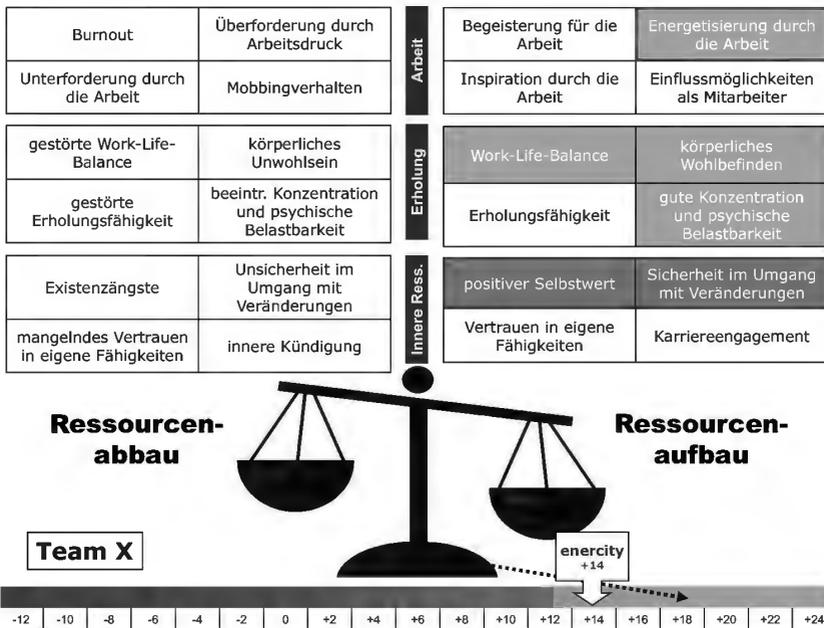 Burnout
Überforderung durch
Arbeitsdruck
Unterforderung durch
die Arbeit
Mobbingverhalten
Arbeit
Begeisterung für die
Arbeit
Energetisierung durch
die Arbeit
Inspiration durch die
Arbeit
Einflussmöglichkeiten
als Mitarbeiter
gestörte Work-Life-
Balance
körperliches
Unwohlsein
gestörte
Erholungsfähigkeit
beeintr. Konzentration
und psychische
Belastbarkeit
Erholung
Work-Life-Balance
körperliches
Wohlbefinden
Erholungsfähigkeit
gute Konzentration
und psychische
Belastbarkeit
Existenzängste
Unsicherheit im
Umgang mit
Veränderungen
mangelndes Vertrauen
in eigene Fähigkeiten
innere Kündigung
Innere Ress.
positiver Selbstwert
Sicherheit im Umgang
mit Veränderungen
Vertrauen in eigene
Fähigkeiten
Karriereengagement
Ressourcen-
abbau
Ressourcen-
aufbau
Team X
enercity
+14
-12 -10 -8 -6 -4 -2 0 +2 +4 +6 +8 +10 +12 +14 +16 +18 +20 +22 +24